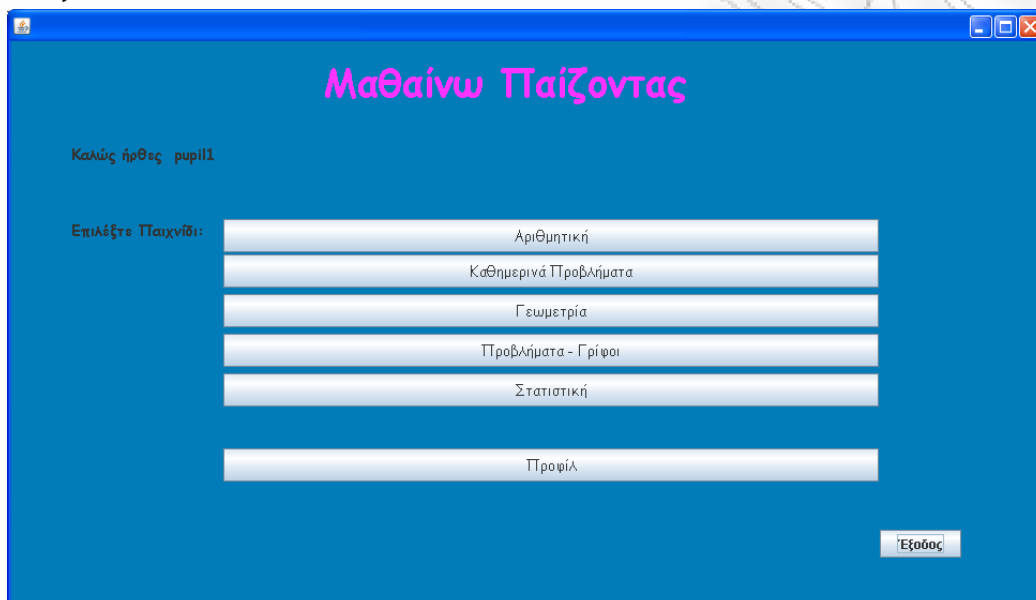 Μαθαίνω Παίζοντας
Καλώς ήρθες pupil1
Επιλέξτε Παιχνίδι:
Αριθμητική
Καθημερινά Προβλήματα
Γεωμετρία
Προβλήματα - Γρίφοι
Στατιστική
Προφίλ
Έξοδος